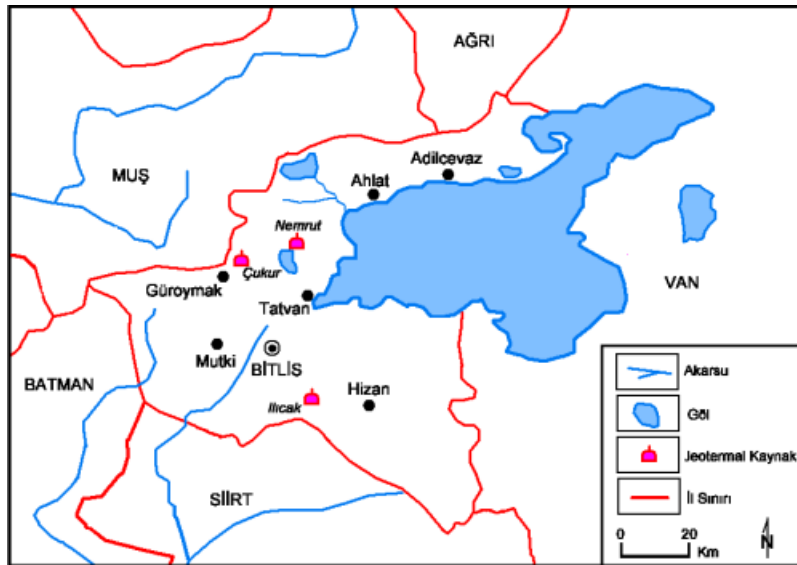 AĞRI
MUŞ
Adilcevaz
Ahlat
Nemrut
Çukur
Güroymak
Tatvan
VAN
Mutki
BİTLİS
BATMAN
Ilıcak
Hizan
SİİRT
Akarsu
Göl
Jeotermal Kaynak
İl Sınırı
0 20
Km
N